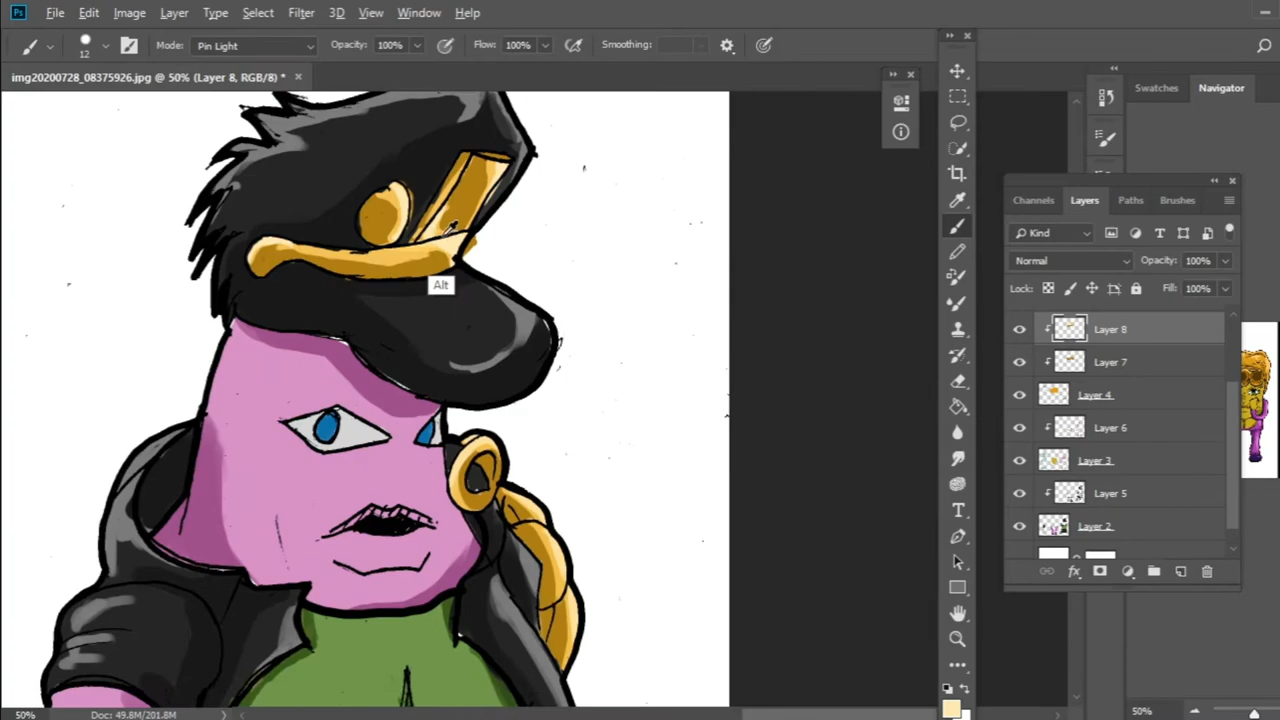 Ps File Edit Image Layer Type Select Filter 3D View Window Help
12 Mode: Pin Light Opacity: 100% Flow: 100% Smoothing:
img20200728_08375926.jpg @ 50% (Layer 8, RGB/8) * ×
Swatches Navigator
Channels Layers Paths Brushes
Kind
Normal Opacity: 100%
Lock: Fill: 100%
Alt
Layer 8
Layer 7
Layer 4
Layer 6
Layer 3
Layer 5
Layer 2
fx
T
50% Doc: 49.8M/201.8M
50%